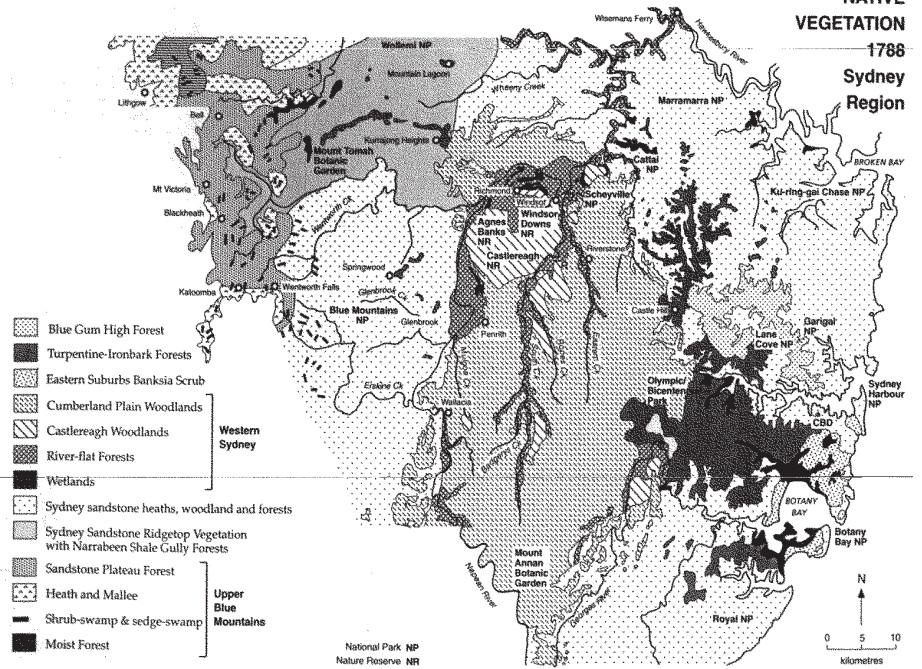 NATIVE
VEGETATION
1788
Sydney
Region
Wisemans Ferry
Hawkesbury River
Wollemi NP
Mountain Lagoon
Wheeny Creek
Marramarra NP
Lithgow
Bell
Kurrajong Heights
Mount Tomah
Botanic
Garden
Cattai
NP
BROKEN BAY
Mt Victoria
Richmond
Windsor
Scheyville
NP
Ku-ring-gai Chase NP
Blackheath
Wentworth Ck
Agnes
Banks
NR
Windsor
Downs
NR
Riverstone
Castlereagh
NR
Springwood
Katoomba
Wentworth Falls
Glenbrook
Ck
Blue Mountains
NP
Glenbrook
Penrith
Castle Hill
Garigal
NP
Lane
Cove NP
Erskine Ck
Wallacia
Olympic/
Bicenten
Park
Sydney
Harbour
NP
CBD
BOTANY
BAY
Botany
Bay NP
Mount
Annan
Botanic
Garden
Nepean River
Georges River
Royal NP
Blue Gum High Forest
Turpentine-Ironbark Forests
Eastern Suburbs Banksia Scrub
Cumberland Plain Woodlands
Castlereagh Woodlands
River-flat Forests
Wetlands
Western
Sydney
Sydney sandstone heaths, woodland and forests
Sydney Sandstone Ridgetop Vegetation
with Narrabeen Shale Gully Forests
Sandstone Plateau Forest
Heath and Mallee
Shrub-swamp & sedge-swamp
Moist Forest
Upper
Blue
Mountains
National Park NP
Nature Reserve NR
N
0 5 10
kilometres